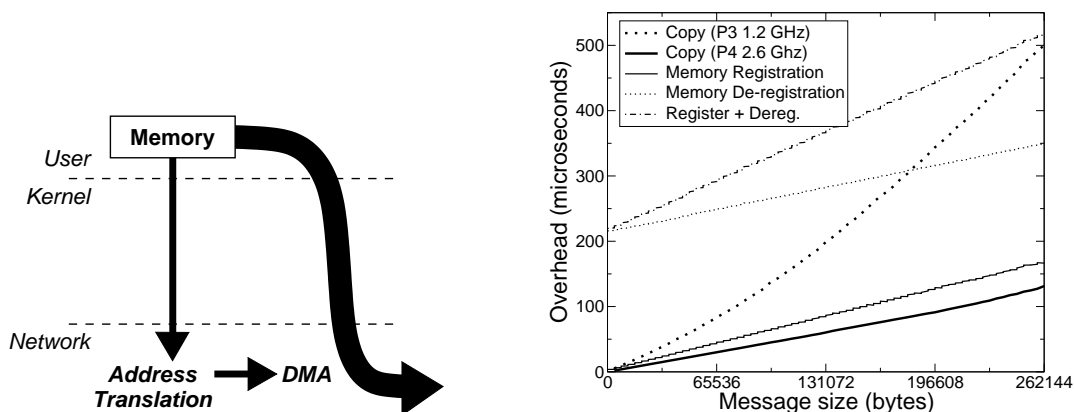 Memory
User
Kernel
Network
Address
Translation
DMA
Overhead (microseconds)
500
400
300
200
100
0
Copy (P3 1.2 GHz)
Copy (P4 2.6 Ghz)
Memory Registration
Memory De-registration
Register + Dereg.
0 65536 131072 196608 262144
Message size (bytes)